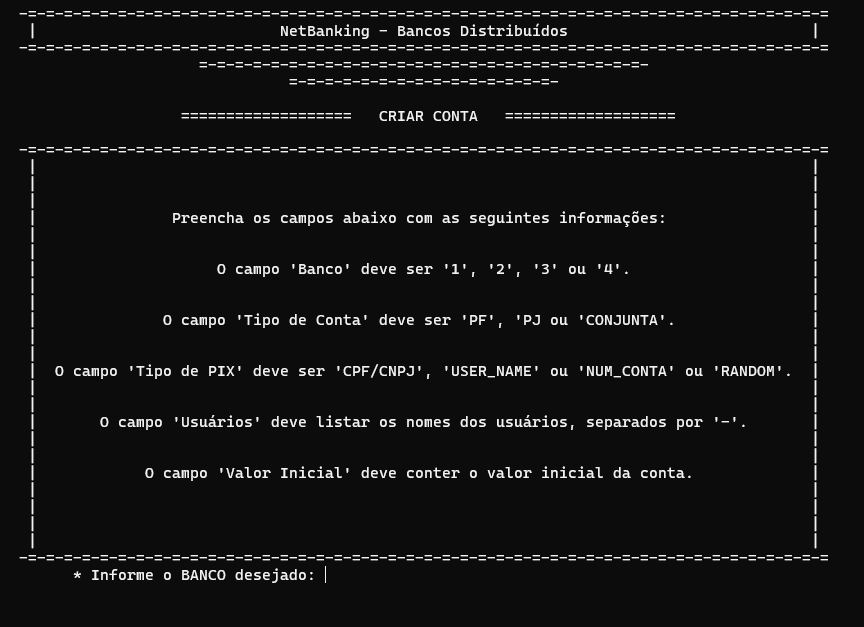 -=-=-=-=-=-=-=-=-=-=-=-=-=-=-=-=-=-=-=-=-=-=-=-=-=-=-=-=-=-=-=-=-=-=-=-=-=-=-=-=-=-=-=-=-=
| NetBanking - Bancos Distribuídos |
-=-=-=-=-=-=-=-=-=-=-=-=-=-=-=-=-=-=-=-=-=-=-=-=-=-=-=-=-=-=-=-=-=-=-=-=-=-=-=-=-=-=-=-=-=
=-=-=-=-=-=-=-=-=-=-=-=-=-=-=-=-=-=-=-=-=-=-=-=-=-
=-=-=-=-=-=-=-=-=-=-=-=-=-=-=-
=================== CRIAR CONTA ===================
-=-=-=-=-=-=-=-=-=-=-=-=-=-=-=-=-=-=-=-=-=-=-=-=-=-=-=-=-=-=-=-=-=-=-=-=-=-=-=-=-=-=-=-=-=
| Preencha os campos abaixo com as seguintes informações: |
| O campo 'Banco' deve ser '1', '2', '3' ou '4'. |
| O campo 'Tipo de Conta' deve ser 'PF', 'PJ ou 'CONJUNTA'. |
| O campo 'Tipo de PIX' deve ser 'CPF/CNPJ', 'USER_NAME' ou 'NUM_CONTA' ou 'RANDOM'. |
| O campo 'Usuários' deve listar os nomes dos usuários, separados por '-'. |
| O campo 'Valor Inicial' deve conter o valor inicial da conta. |
-=-=-=-=-=-=-=-=-=-=-=-=-=-=-=-=-=-=-=-=-=-=-=-=-=-=-=-=-=-=-=-=-=-=-=-=-=-=-=-=-=-=-=-=-=
* Informe o BANCO desejado: